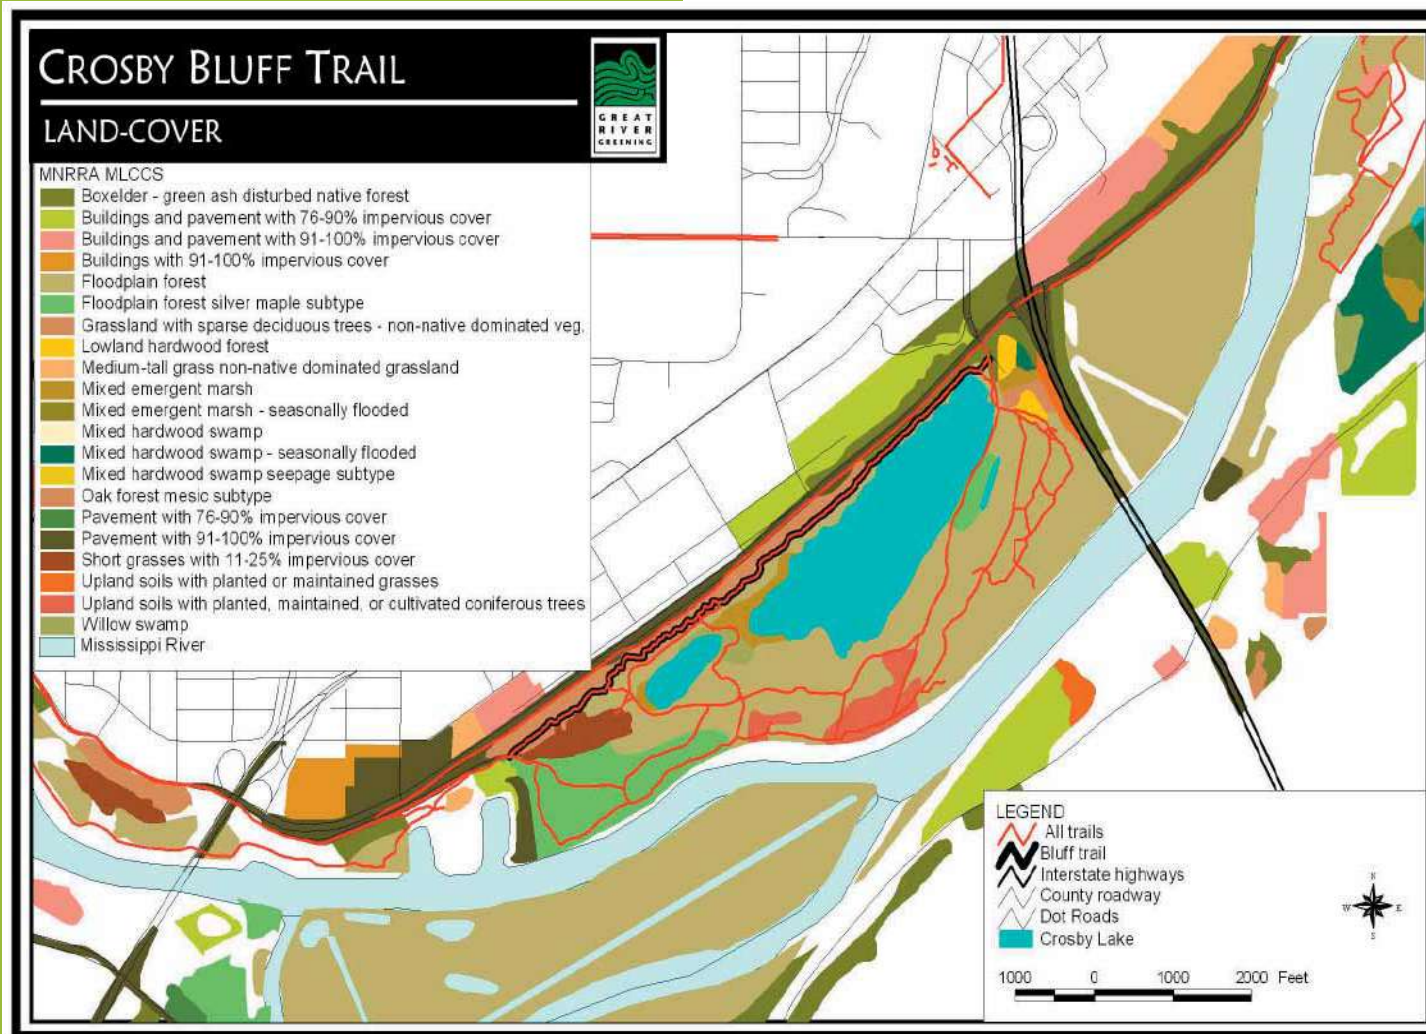 CROSBY BLUFF TRAIL
LAND-COVER
GREAT
RIVER
GREENING
MNRRA MLCCS
Boxelder - green ash disturbed native forest
Buildings and pavement with 76-90% impervious cover
Buildings and pavement with 91-100% impervious cover
Buildings with 91-100% impervious cover
Floodplain forest
Floodplain forest silver maple subtype
Grassland with sparse deciduous trees - non-native dominated veg.
Lowland hardwood forest
Medium-tall grass non-native dominated grassland
Mixed emergent marsh
Mixed emergent marsh - seasonally flooded
Mixed hardwood swamp
Mixed hardwood swamp - seasonally flooded
Mixed hardwood swamp seepage subtype
Oak forest mesic subtype
Pavement with 76-90% impervious cover
Pavement with 91-100% impervious cover
Short grasses with 11-25% impervious cover
Upland soils with planted or maintained grasses
Upland soils with planted, maintained, or cultivated coniferous trees
Willow swamp
Mississippi River
LEGEND
All trails
Bluff trail
Interstate highways
County roadway
Dot Roads
Crosby Lake
N
W E
S
1000 0 1000 2000 Feet